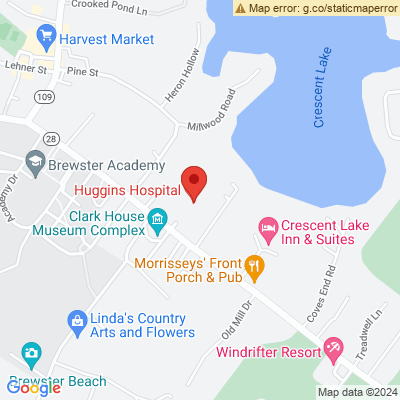 Crooked Pond Ln
Map error: g.co/staticmaperror
Harvest Market
Lehner St
Pine St
Heron Hollow
Crescent Lake
109
Millwood Road
28
Brewster Academy
Academy Dr
Huggins Hospital
Clark House
Museum Complex
Crescent Lake
Inn & Suites
Morrisseys' Front
Porch & Pub
Coves End Rd
Linda's Country
Arts and Flowers
Old Mill Dr
Treadwell Ln
Windrifter Resort
Brewster Beach
Google
Map data ©2024